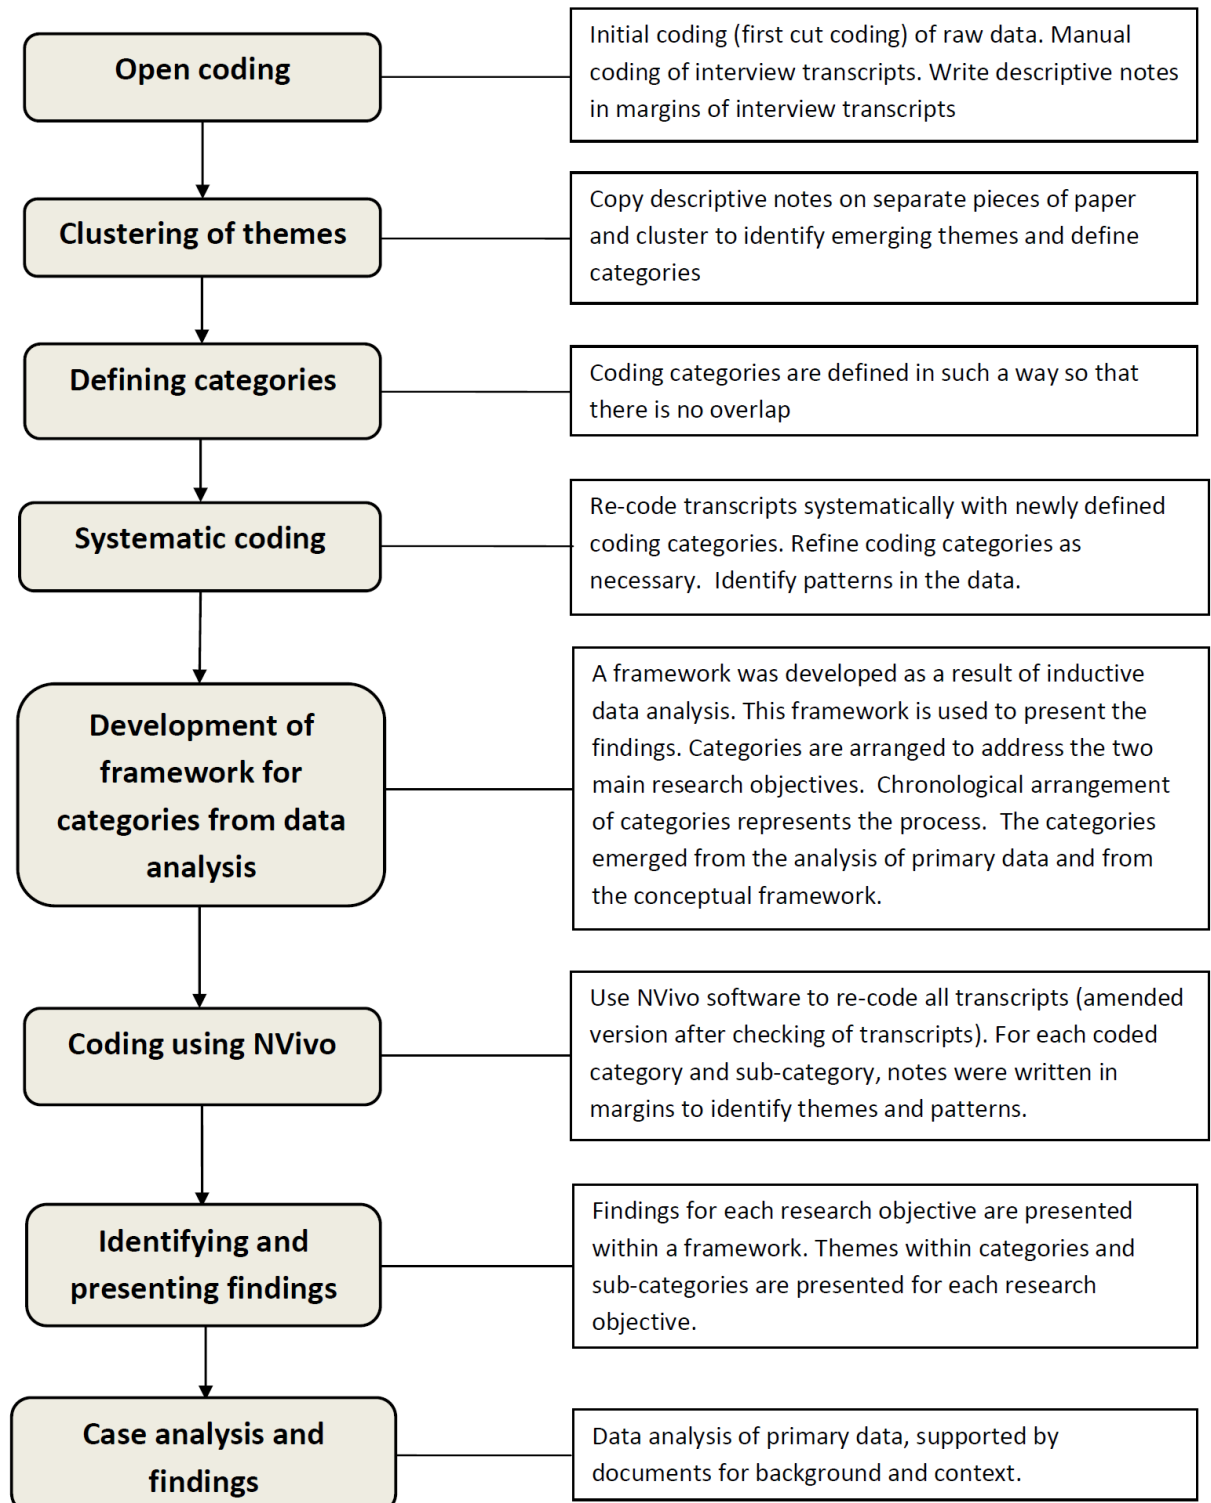 Open coding
Initial coding (first cut coding) of raw data. Manual
coding of interview transcripts. Write descriptive notes
in margins of interview transcripts
Clustering of themes
Copy descriptive notes on separate pieces of paper
and cluster to identify emerging themes and define
categories
Defining categories
Coding categories are defined in such a way so that
there is no overlap
Systematic coding
Re-code transcripts systematically with newly defined
coding categories. Refine coding categories as
necessary.  Identify patterns in the data.
Development of
framework for
categories from data
analysis
A framework was developed as a result of inductive
data analysis. This framework is used to present the
findings. Categories are arranged to address the two
main research objectives.  Chronological arrangement
of categories represents the process.  The categories
emerged from the analysis of primary data and from
the conceptual framework.
Coding using NVivo
Use NVivo software to re-code all transcripts (amended
version after checking of transcripts). For each coded
category and sub-category, notes were written in
margins to identify themes and patterns.
Identifying and
presenting findings
Findings for each research objective are presented
within a framework. Themes within categories and
sub-categories are presented for each research
objective.
Case analysis and
findings
Data analysis of primary data, supported by
documents for background and context.